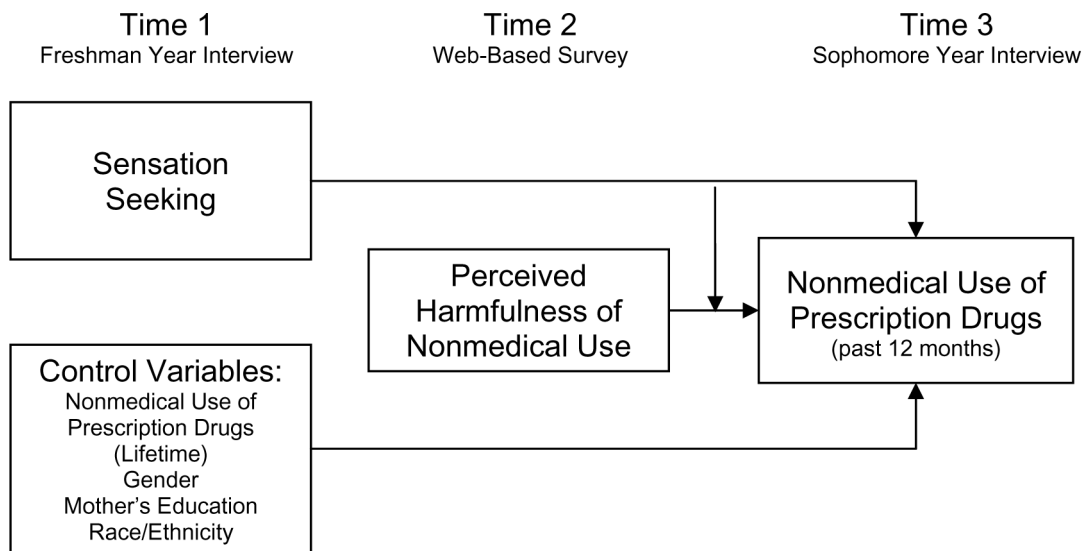 Time 1
Freshman Year Interview
Time 2
Web-Based Survey
Time 3
Sophomore Year Interview
Sensation
Seeking
Perceived
Harmfulness of
Nonmedical Use
Nonmedical Use of
Prescription Drugs
(past 12 months)
Control Variables:
Nonmedical Use of
Prescription Drugs
(Lifetime)
Gender
Mother’s Education
Race/Ethnicity